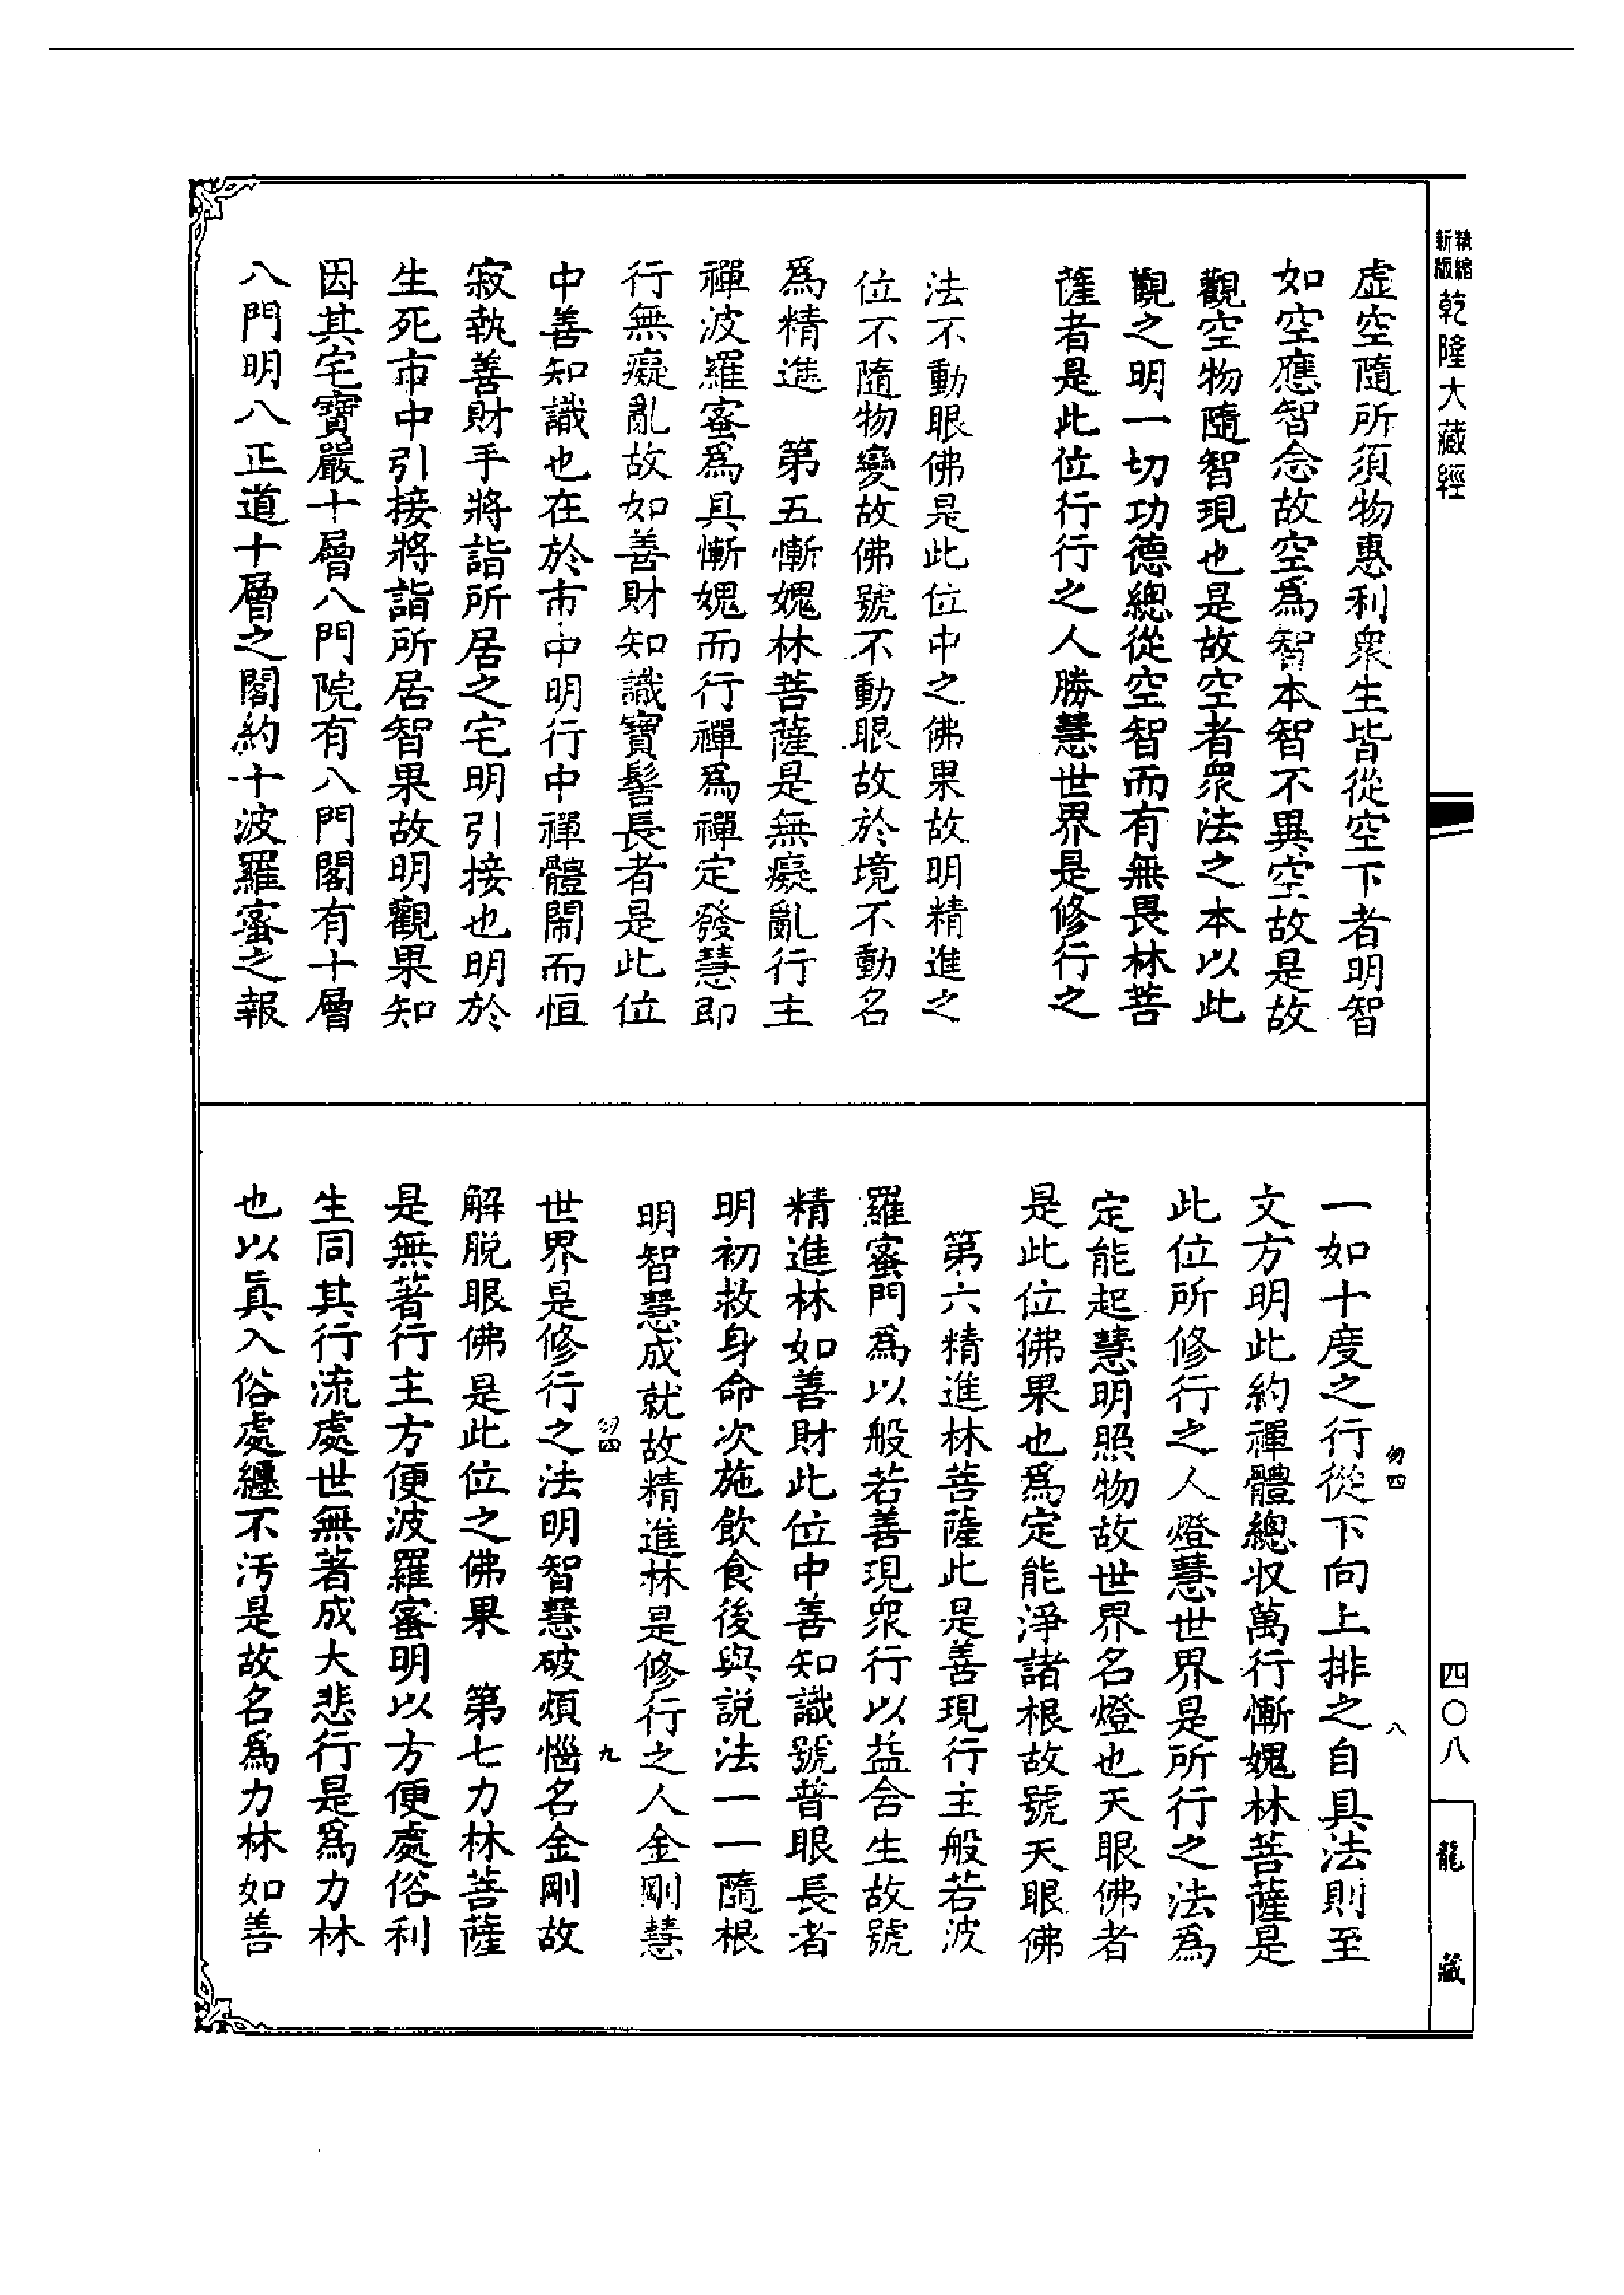 精縮新版乾隆大藏經
四〇八
龍藏
虛空隨所須物惠利衆生皆從空下者明智
如空應智念故空爲智本智不異空故是故
觀空物隨智現也是故空者衆法之本以此
觀之明一切功德總從空智而有無畏林菩
薩者是此位行行之人勝慧世界是修行之
法不動眼佛是此位中之佛果故明精進之
位不隨物變故佛號不動眼故於境不動名
爲精進　第五慚媿林菩薩是無癡亂行主
禪波羅蜜爲具慚媿而行禪爲禪定發慧即
行無癡亂故如善財知識寶髻長者是此位
中善知識也在於市中明行中禪體閙而恒
寂執善財手將詣所居之宅明引接也明於
生死市中引接將詣所居智果故明觀果知
因其宅寶嚴十層八門院有八門閣有十層
八門明八正道十層之閣約十波羅蜜之報
一如十度之行從下向上排之自具法則至
文方明此約禪體總收萬行慚媿林菩薩是
此位所修行之人燈慧世界是所行之法爲
定能起慧明照物故世界名燈也天眼佛者
是此位佛果也爲定能淨諸根故號天眼佛
第六精進林菩薩此是善現行主般若波
羅蜜門爲以般若善現衆行以益含生故號
精進林如善財此位中善知識號普眼長者
明初救身命次施飲食後與説法一一隨根
明智慧成就故精進林是修行之人金剛慧
世界是修行之法明智慧破煩惱名金剛故
解脱眼佛是此位之佛果　第七力林菩薩
是無著行主方便波羅蜜明以方便處俗利
生同其行流處世無著成大悲行是爲力林
也以眞入俗處纏不汚是故名爲力林如善
勿四
八
勿四
九